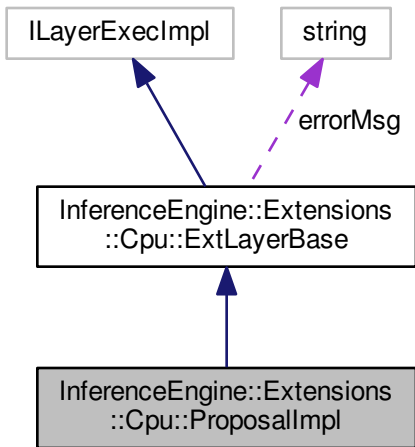 ILayerExecImpl
string
errorMsg
InferenceEngine::Extensions
::Cpu::ExtLayerBase
InferenceEngine::Extensions
::Cpu::ProposalImpl